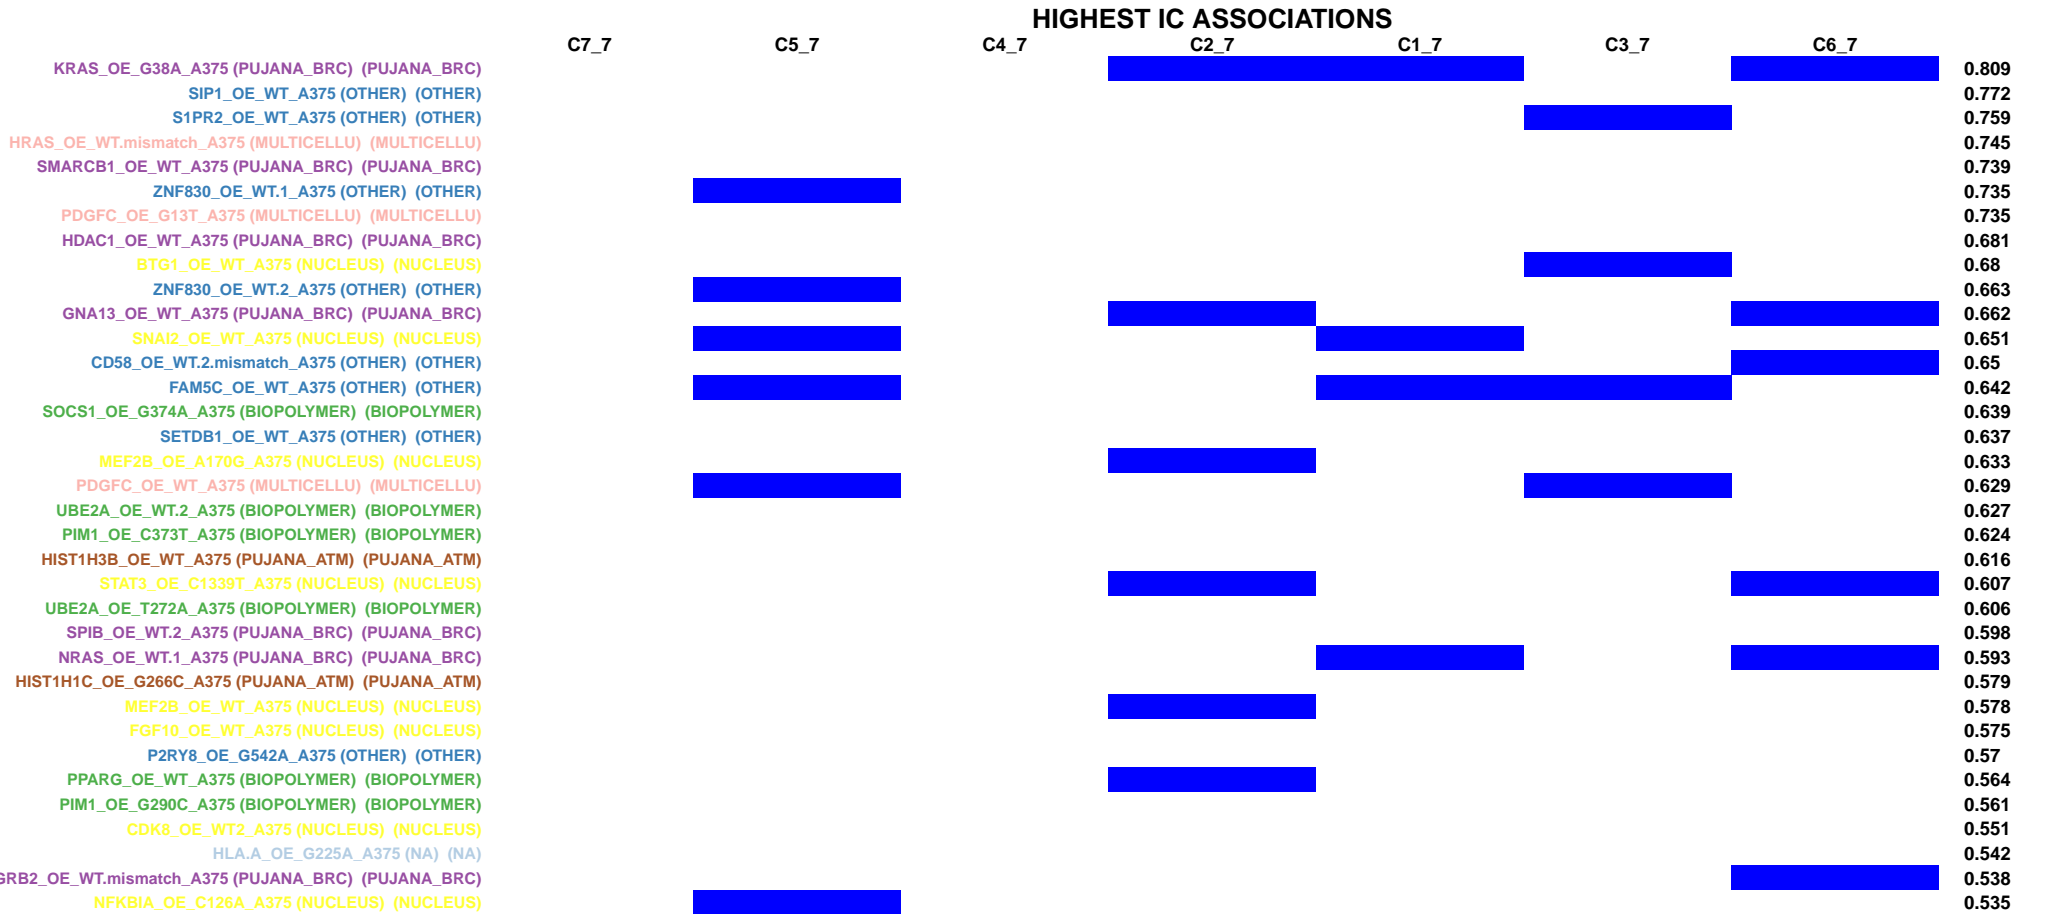 HIGHEST IC ASSOCIATIONS
C7_7 C5_7 C4_7 C2_7 C1_7 C3_7 C6_7
KRAS_OE_G38A_A375 (PUJANA_BRC) (PUJANA_BRC) 0.809
SIP1_OE_WT_A375 (OTHER) (OTHER) 0.772
S1PR2_OE_WT_A375 (OTHER) (OTHER) 0.759
HRAS_OE_WT.mismatch_A375 (MULTICELLU) (MULTICELLU) 0.745
SMARCB1_OE_WT_A375 (PUJANA_BRC) (PUJANA_BRC) 0.739
ZNF830_OE_WT.1_A375 (OTHER) (OTHER) 0.735
PDGFC_OE_G13T_A375 (MULTICELLU) (MULTICELLU) 0.735
HDAC1_OE_WT_A375 (PUJANA_BRC) (PUJANA_BRC) 0.681
BTG1_OE_WT_A375 (NUCLEUS) (NUCLEUS) 0.68
ZNF830_OE_WT.2_A375 (OTHER) (OTHER) 0.663
GNA13_OE_WT_A375 (PUJANA_BRC) (PUJANA_BRC) 0.662
SNAI2_OE_WT_A375 (NUCLEUS) (NUCLEUS) 0.651
CD58_OE_WT.2.mismatch_A375 (OTHER) (OTHER) 0.65
FAM5C_OE_WT_A375 (OTHER) (OTHER) 0.642
SOCS1_OE_G374A_A375 (BIOPOLYMER) (BIOPOLYMER) 0.639
SETDB1_OE_WT_A375 (OTHER) (OTHER) 0.637
MEF2B_OE_A170G_A375 (NUCLEUS) (NUCLEUS) 0.633
PDGFC_OE_WT_A375 (MULTICELLU) (MULTICELLU) 0.629
UBE2A_OE_WT.2_A375 (BIOPOLYMER) (BIOPOLYMER) 0.627
PIM1_OE_C373T_A375 (BIOPOLYMER) (BIOPOLYMER) 0.624
HIST1H3B_OE_WT_A375 (PUJANA_ATM) (PUJANA_ATM) 0.616
STAT3_OE_C1339T_A375 (NUCLEUS) (NUCLEUS) 0.607
UBE2A_OE_T272A_A375 (BIOPOLYMER) (BIOPOLYMER) 0.606
SPIB_OE_WT.2_A375 (PUJANA_BRC) (PUJANA_BRC) 0.598
NRAS_OE_WT.1_A375 (PUJANA_BRC) (PUJANA_BRC) 0.593
HIST1H1C_OE_G266C_A375 (PUJANA_ATM) (PUJANA_ATM) 0.579
MEF2B_OE_WT_A375 (NUCLEUS) (NUCLEUS) 0.578
FGF10_OE_WT_A375 (NUCLEUS) (NUCLEUS) 0.575
P2RY8_OE_G542A_A375 (OTHER) (OTHER) 0.57
PPARG_OE_WT_A375 (BIOPOLYMER) (BIOPOLYMER) 0.564
PIM1_OE_G290C_A375 (BIOPOLYMER) (BIOPOLYMER) 0.561
CDK8_OE_WT2_A375 (NUCLEUS) (NUCLEUS) 0.551
HLA.A_OE_G225A_A375 (NA) (NA) 0.542
GRB2_OE_WT.mismatch_A375 (PUJANA_BRC) (PUJANA_BRC) 0.538
NFKBIA_OE_C126A_A375 (NUCLEUS) (NUCLEUS) 0.535